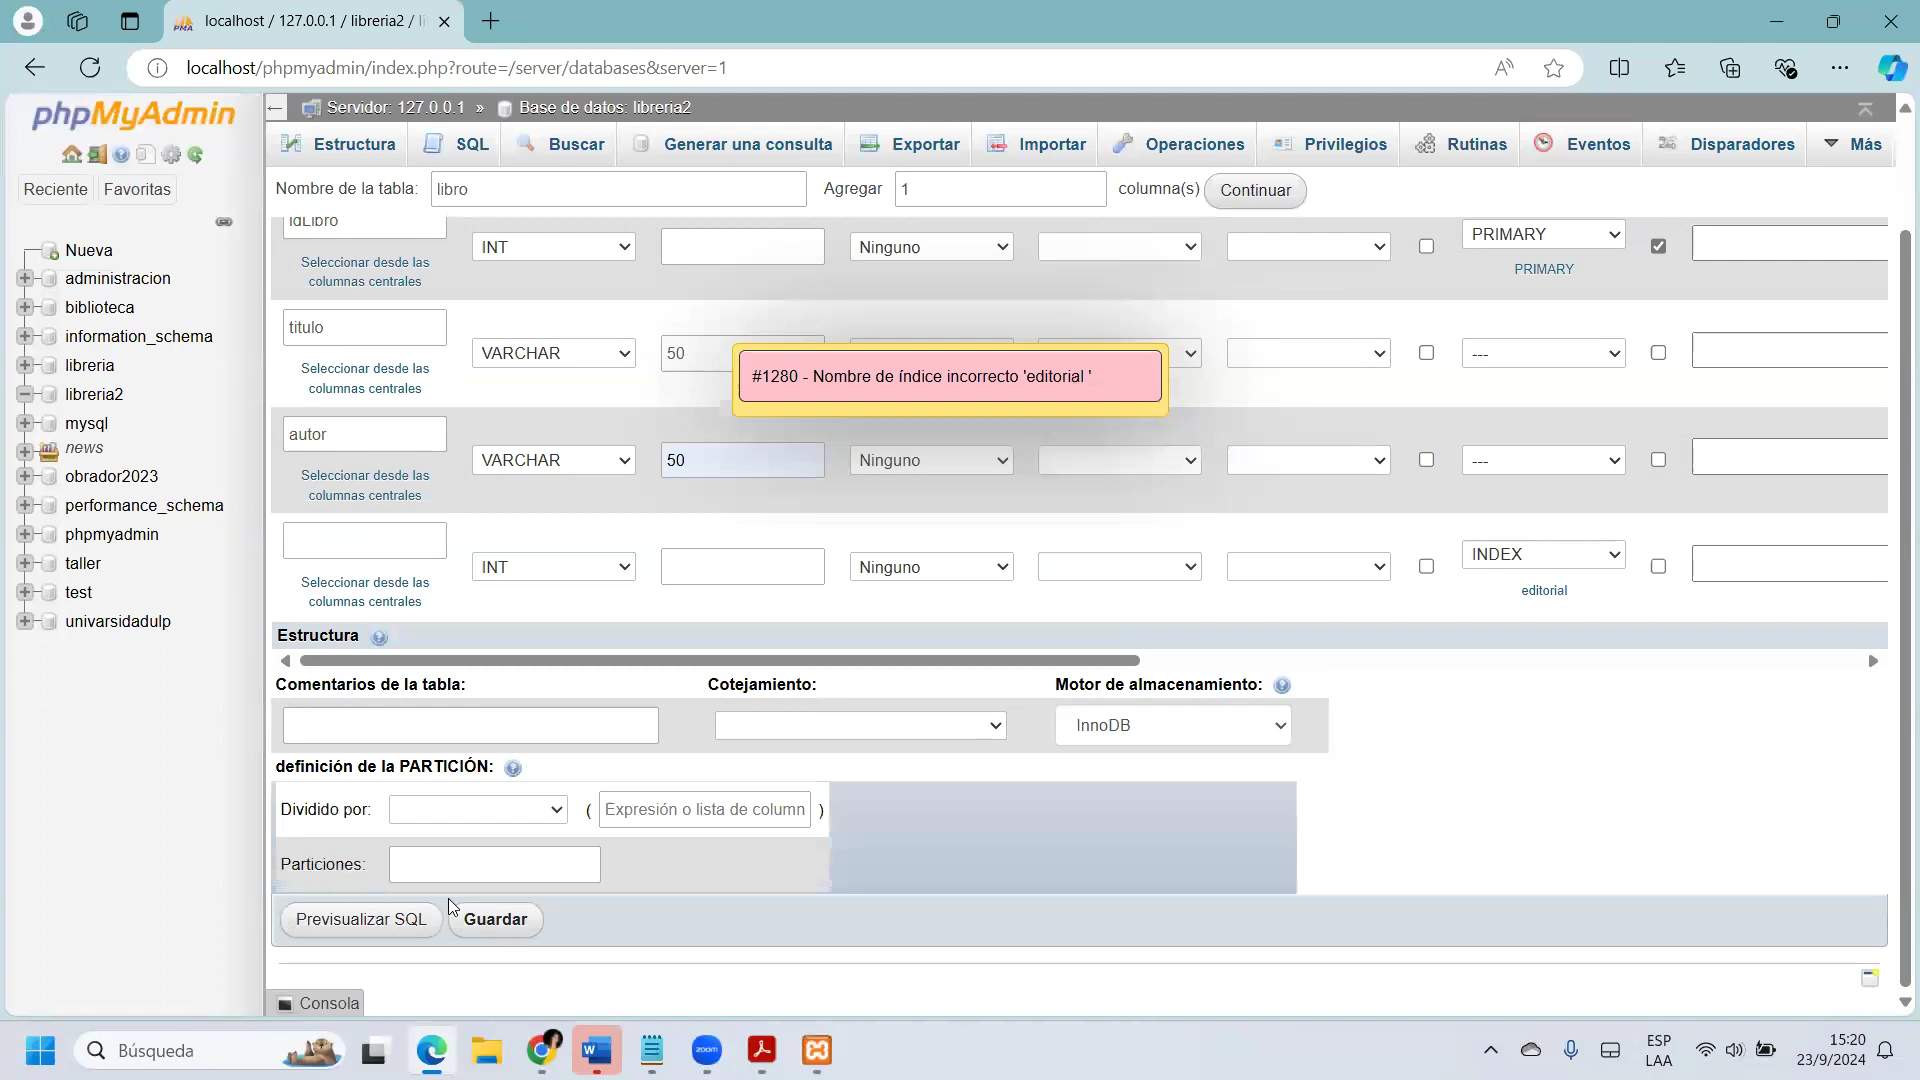 localhost / 127.0.0.1 / libreria2 / li
localhost/phpmyadmin/index.php?route=/server/databases&server=1
phpMyAdmin
Reciente
Favoritas
Nueva
administracion
biblioteca
information_schema
libreria
libreria2
mysql
news
obrador2023
performance_schema
phpmyadmin
taller
test
univarsidadulp
Servidor: 127.0.0.1 » Base de datos: libreria2
Estructura SQL Buscar Generar una consulta Exportar Importar Operaciones Privilegios Rutinas Eventos Disparadores Más
Nombre de la tabla: libro Agregar 1 columna(s) Continuar
idLibro INT Ninguno PRIMARY
Seleccionar desde las
columnas centrales
PRIMARY
titulo VARCHAR 50 ---
Seleccionar desde las
columnas centrales
#1280 - Nombre de índice incorrecto 'editorial '
autor VARCHAR 50 Ninguno ---
Seleccionar desde las
columnas centrales
INT Ninguno INDEX
Seleccionar desde las
columnas centrales
editorial
Estructura
Comentarios de la tabla: Cotejamiento: Motor de almacenamiento:
InnoDB
definición de la PARTICIÓN:
Dividido por: ( Expresión o lista de column )
Particiones:
Previsualizar SQL Guardar
Consola
Búsqueda
ESP
LAA
15:20
23/9/2024